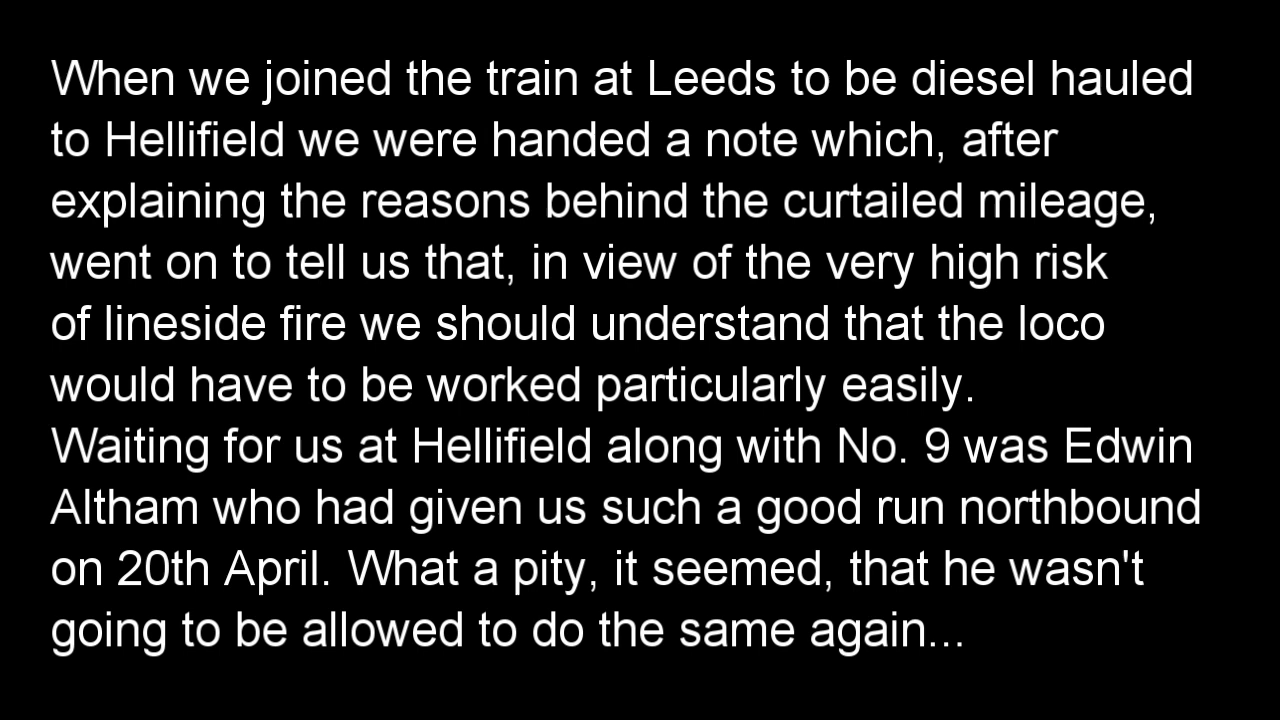 When we joined the train at Leeds to be diesel hauled
to Hellifield we were handed a note which, after
explaining the reasons behind the curtailed mileage,
went on to tell us that, in view of the very high risk
of lineside fire we should understand that the loco
would have to be worked particularly easily.
Waiting for us at Hellifield along with No. 9 was Edwin
Altham who had given us such a good run northbound
on 20th April. What a pity, it seemed, that he wasn't
going to be allowed to do the same again...